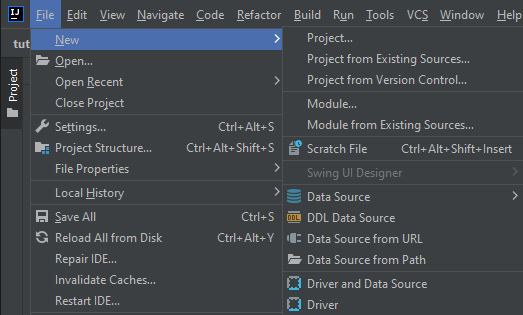 IJ File Edit View Navigate Code Refactor Build Run Tools VCS Window Help
tut
Project
New
Open...
Open Recent
Close Project
Settings... Ctrl+Alt+S
Project Structure... Ctrl+Alt+Shift+S
File Properties
Local History
Save All Ctrl+S
Reload All from Disk Ctrl+Alt+Y
Repair IDE...
Invalidate Caches...
Restart IDE...
Project...
Project from Existing Sources...
Project from Version Control...
Module...
Module from Existing Sources...
Scratch File Ctrl+Alt+Shift+Insert
Swing UI Designer
Data Source
DDL Data Source
Data Source from URL
Data Source from Path
Driver and Data Source
Driver